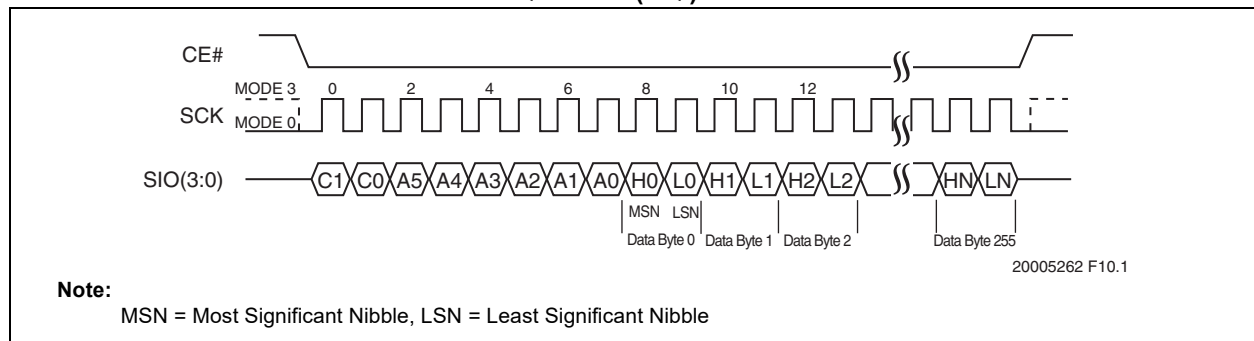 CE#
MODE 3 0 2 4 6 8 10 12
SCK
MODE 0
SIO(3:0) C1 C0 A5 A4 A3 A2 A1 A0 H0 L0 H1 L1 H2 L2 HN LN
MSN LSN
Data Byte 0 Data Byte 1 Data Byte 2 Data Byte 255
20005262 F10.1
Note:
MSN = Most Significant Nibble, LSN = Least Significant Nibble